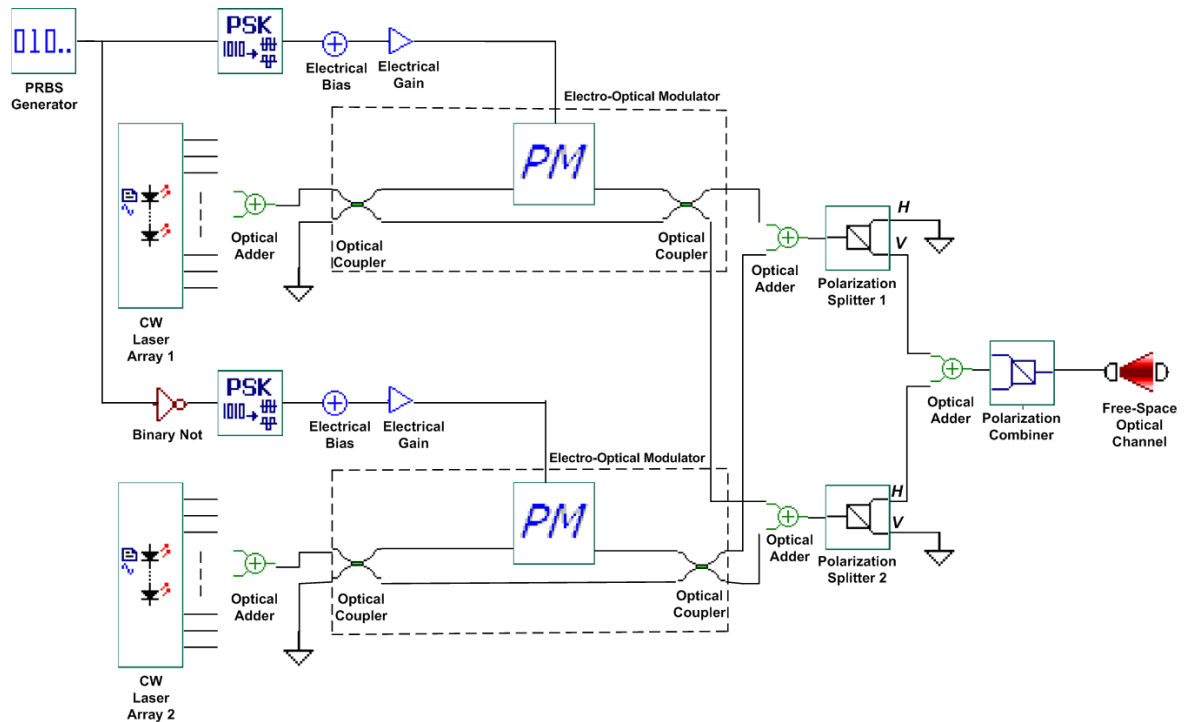 010..
PRBS
Generator
PSK
1010→
Electrical
Bias
Electrical
Gain
Electro-Optical Modulator
PM
CW
Laser
Array 1
Optical
Adder
Optical
Coupler
Optical
Coupler
Optical
Adder
H
V
Polarization
Splitter 1
Optical
Adder
Polarization
Combiner
Free-Space
Optical
Channel
Binary Not
PSK
1010→
Electrical
Bias
Electrical
Gain
Electro-Optical Modulator
PM
CW
Laser
Array 2
Optical
Adder
Optical
Coupler
Optical
Coupler
Optical
Adder
H
V
Polarization
Splitter 2